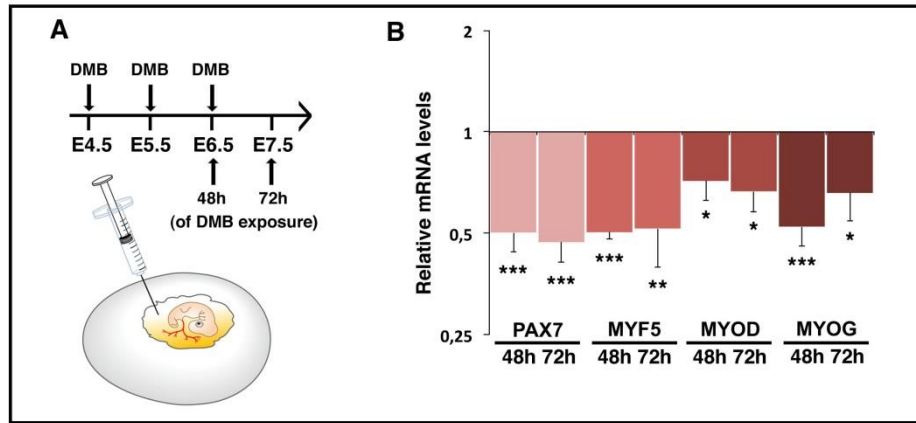 A
DMB DMB DMB
E4.5 E5.5 E6.5 E7.5
48h 72h
(of DMB exposure)
B
Relative mRNA levels
2
1
0,5
0,25
*** *** *** ** * * *** *
PAX7 MYF5 MYOD MYOG
48h 72h 48h 72h 48h 72h 48h 72h